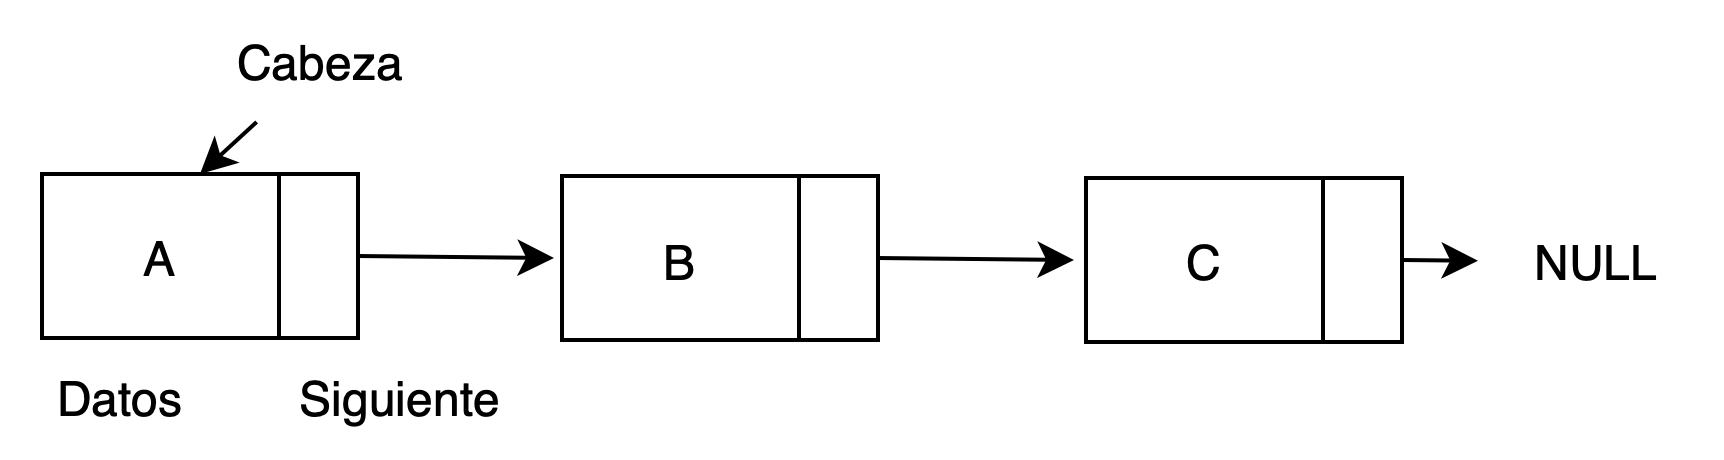 Cabeza
A
B
C
NULL
Datos
Siguiente